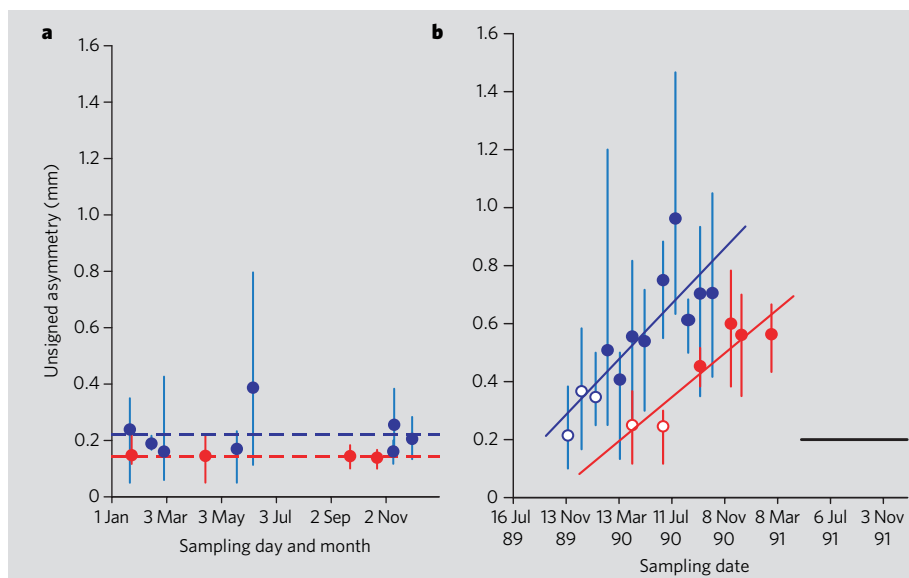 a
Unsigned asymmetry (mm)
1.6
1.4
1.2
1.0
0.8
0.6
0.4
0.2
0
1 Jan 3 Mar 3 May 3 Jul 2 Sep 2 Nov
Sampling day and month
b
1.6
1.4
1.2
1.0
0.8
0.6
0.4
0.2
0
16 Jul 13 Nov 13 Mar 11 Jul 8 Nov 8 Mar 6 Jul 3 Nov
89 89 90 90 90 91 91 91
Sampling date